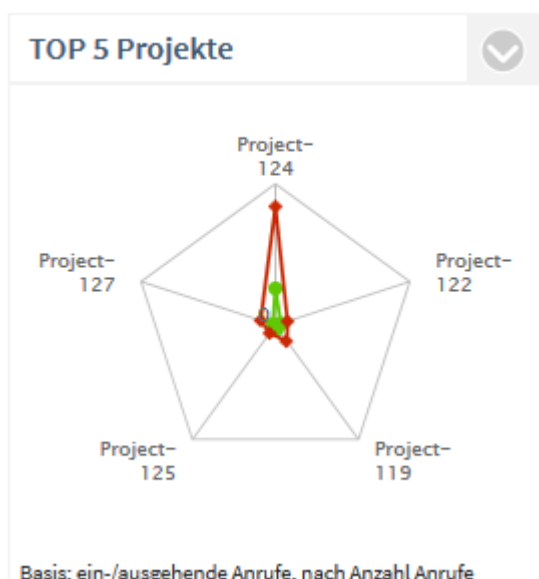 TOP 5 Projekte
Project-
124
Project-
127
Project-
122
0
Project-
125
Project-
119
Basis: ein-/ausgehende Anrufe, nach Anzahl Anrufe